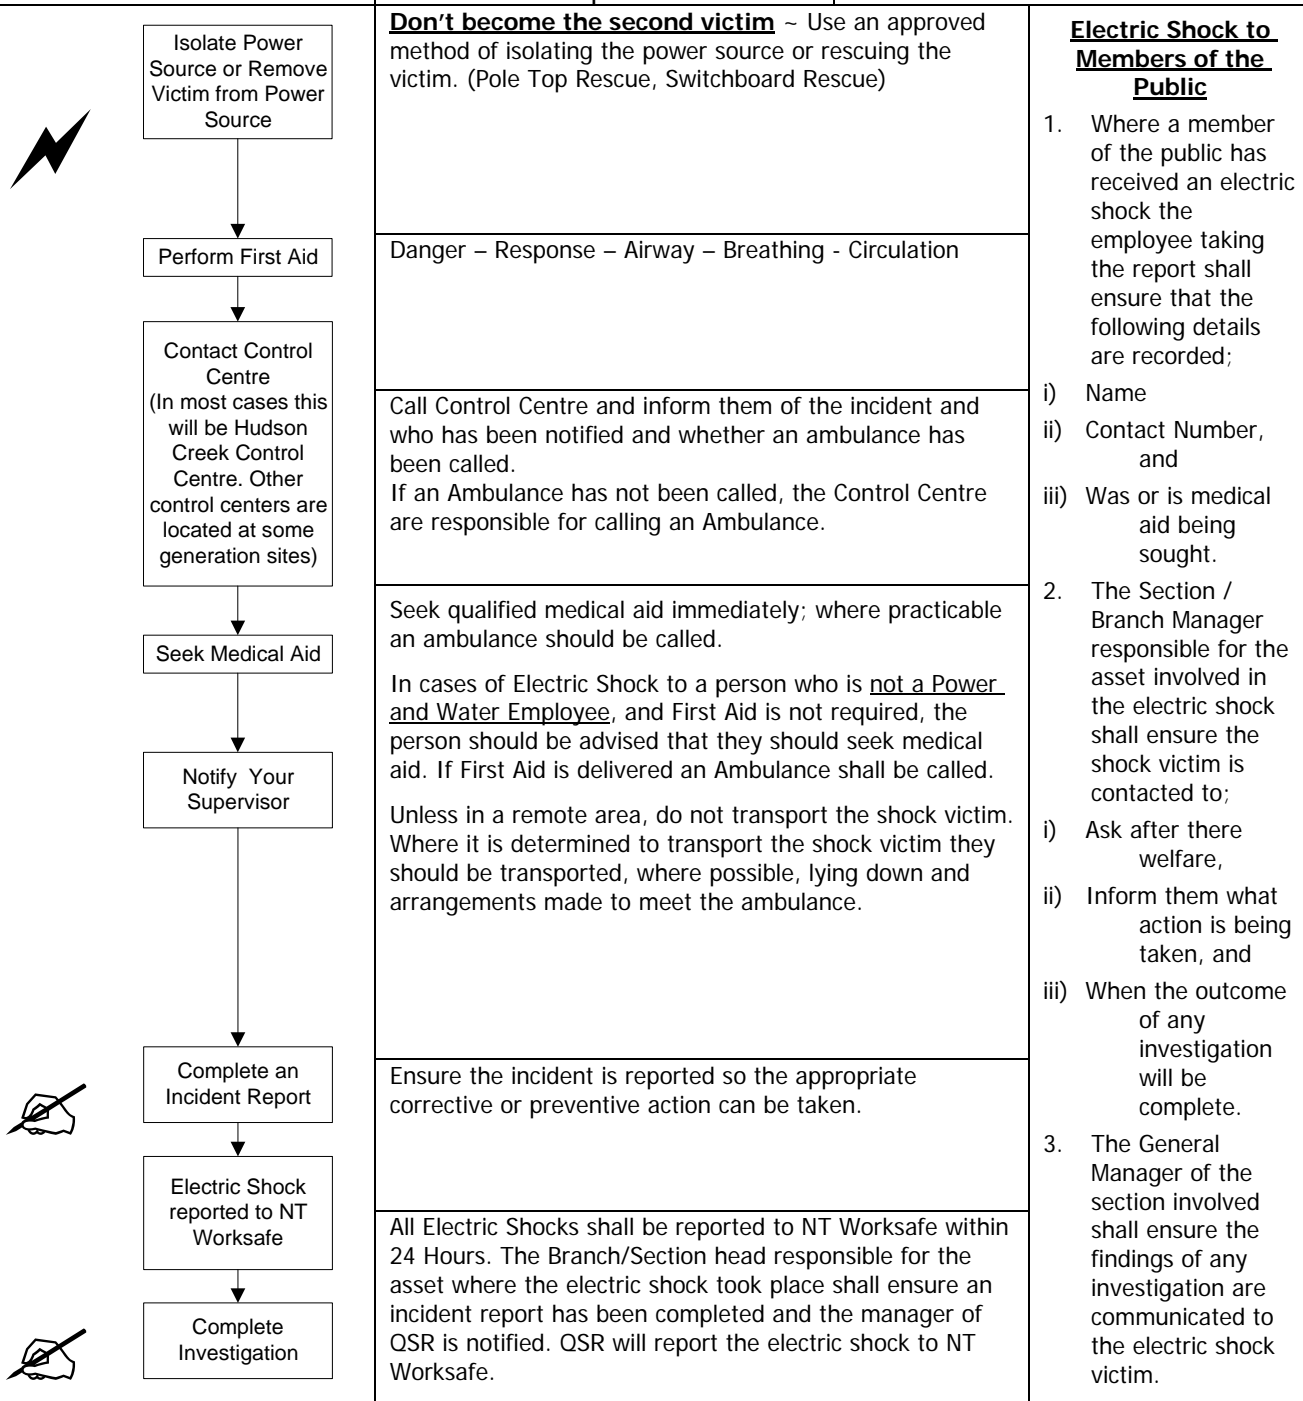 Isolate Power
Source or Remove
Victim from Power
Source
Perform First Aid
Contact Control
Centre
(In most cases this
will be Hudson
Creek Control
Centre. Other
control centers are
located at some
generation sites)
Seek Medical Aid
Notify Your
Supervisor
Complete an
Incident Report
Electric Shock
reported to NT
Worksafe
Complete
Investigation
Don't become the second victim ~ Use an approved
method of isolating the power source or rescuing the
victim. (Pole Top Rescue, Switchboard Rescue)
Danger – Response – Airway – Breathing - Circulation
Call Control Centre and inform them of the incident and
who has been notified and whether an ambulance has
been called.
If an Ambulance has not been called, the Control Centre
are responsible for calling an Ambulance.
Seek qualified medical aid immediately; where practicable
an ambulance should be called.
In cases of Electric Shock to a person who is not a Power
and Water Employee, and First Aid is not required, the
person should be advised that they should seek medical
aid. If First Aid is delivered an Ambulance shall be called.
Unless in a remote area, do not transport the shock victim.
Where it is determined to transport the shock victim they
should be transported, where possible, lying down and
arrangements made to meet the ambulance.
Ensure the incident is reported so the appropriate
corrective or preventive action can be taken.
All Electric Shocks shall be reported to NT Worksafe within
24 Hours. The Branch/Section head responsible for the
asset where the electric shock took place shall ensure an
incident report has been completed and the manager of
QSR is notified. QSR will report the electric shock to NT
Worksafe.
Electric Shock to
Members of the
Public
1. Where a member
of the public has
received an electric
shock the
employee taking
the report shall
ensure that the
following details
are recorded;
i) Name
ii) Contact Number,
and
iii) Was or is medical
aid being
sought.
2. The Section /
Branch Manager
responsible for the
asset involved in
the electric shock
shall ensure the
shock victim is
contacted to;
i) Ask after there
welfare,
ii) Inform them what
action is being
taken, and
iii) When the outcome
of any
investigation
will be
complete.
3. The General
Manager of the
section involved
shall ensure the
findings of any
investigation are
communicated to
the electric shock
victim.